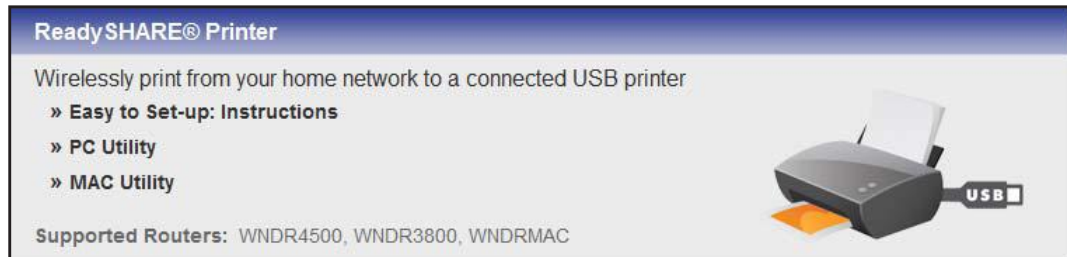 ReadySHARE® Printer
Wirelessly print from your home network to a connected USB printer
» Easy to Set-up: Instructions
» PC Utility
» MAC Utility
USB
Supported Routers: WNDR4500, WNDR3800, WNDRMAC